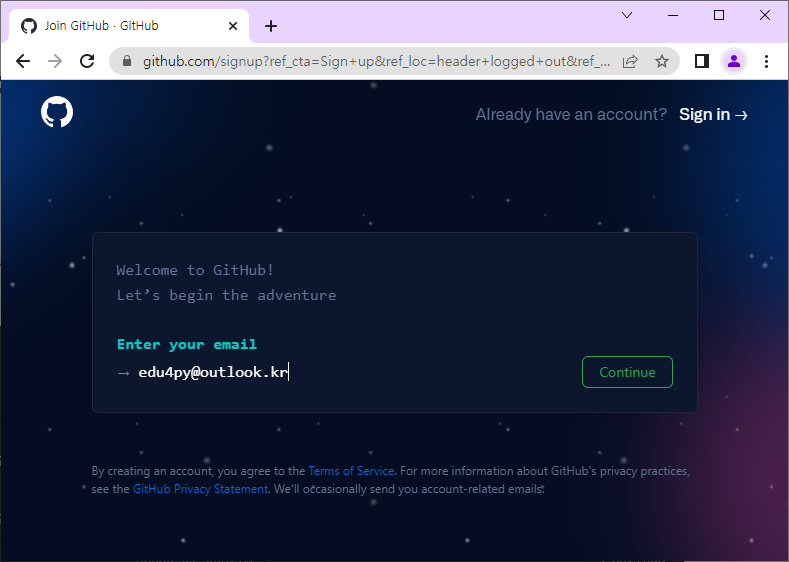 Join GitHub · GitHub
github.com/signup?ref_cta=Sign+up&ref_loc=header+logged+out&ref_...
Already have an account? Sign in →
Welcome to GitHub!
Let’s begin the adventure
Enter your email
→ edu4py@outlook.kr
Continue
By creating an account, you agree to the Terms of Service. For more information about GitHub's privacy practices,
see the GitHub Privacy Statement. We'll occasionally send you account-related emails.